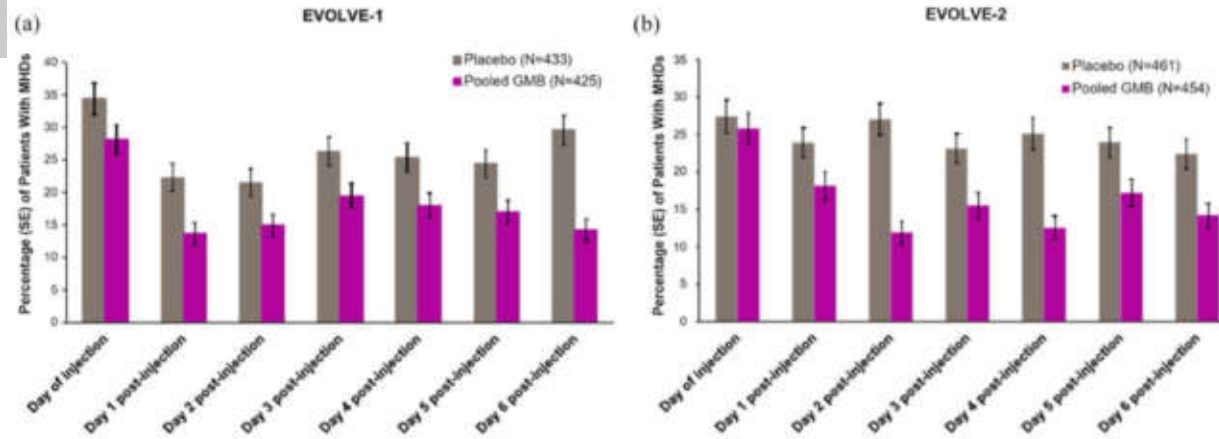 (a)
EVOLVE-1
Percentage (SE) of Patients With MHDs
40
35
30
25
20
15
10
5
0
Placebo (N=433)
Pooled GMB (N=425)
Day of injection
Day 1 post-injection
Day 2 post-injection
Day 3 post-injection
Day 4 post-injection
Day 5 post-injection
Day 6 post-injection
(b)
EVOLVE-2
Percentage (SE) of Patients With MHDs
35
30
25
20
15
10
5
0
Placebo (N=461)
Pooled GMB (N=454)
Day of injection
Day 1 post-injection
Day 2 post-injection
Day 3 post-injection
Day 4 post-injection
Day 5 post-injection
Day 6 post-injection